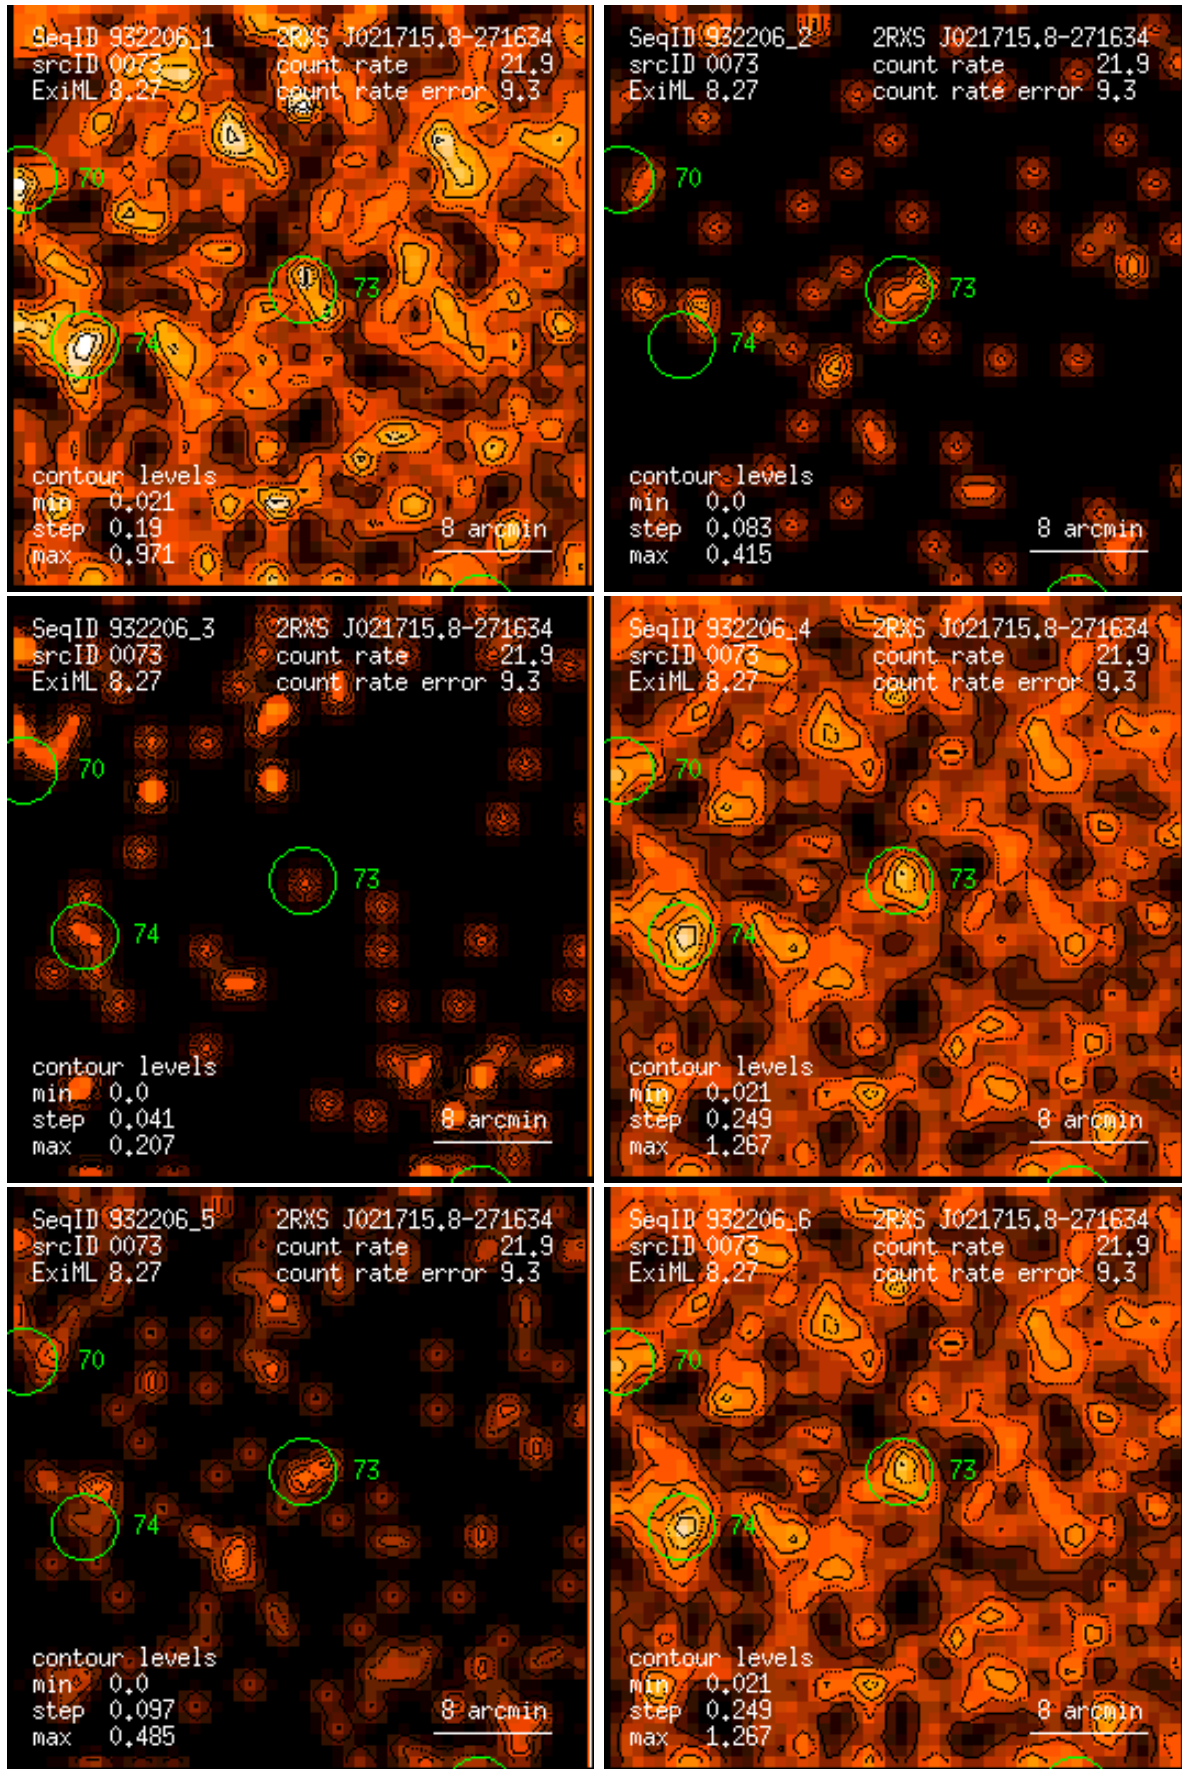 SeqID 932206_1 2RXS J021715.8-271634
srcID 0073 count rate 21.9
ExiML 8.27 count rate error 9.3
70
73
74
contour levels
min 0.021
step 0.19
max 0.971
8 arcmin
SeqID 932206_2 2RXS J021715.8-271634
srcID 0073 count rate 21.9
ExiML 8.27 count rate error 9.3
70
73
74
contour levels
min 0.0
step 0.083
max 0.415
8 arcmin
SeqID 932206_3 2RXS J021715.8-271634
srcID 0073 count rate 21.9
ExiML 8.27 count rate error 9.3
70
73
74
contour levels
min 0.0
step 0.041
max 0.207
8 arcmin
SeqID 932206_4 2RXS J021715.8-271634
srcID 0073 count rate 21.9
ExiML 8.27 count rate error 9.3
70
73
74
contour levels
min 0.021
step 0.249
max 1.267
8 arcmin
SeqID 932206_5 2RXS J021715.8-271634
srcID 0073 count rate 21.9
ExiML 8.27 count rate error 9.3
70
73
74
contour levels
min 0.0
step 0.097
max 0.485
8 arcmin
SeqID 932206_6 2RXS J021715.8-271634
srcID 0073 count rate 21.9
ExiML 8.27 count rate error 9.3
70
73
74
contour levels
min 0.021
step 0.249
max 1.267
8 arcmin